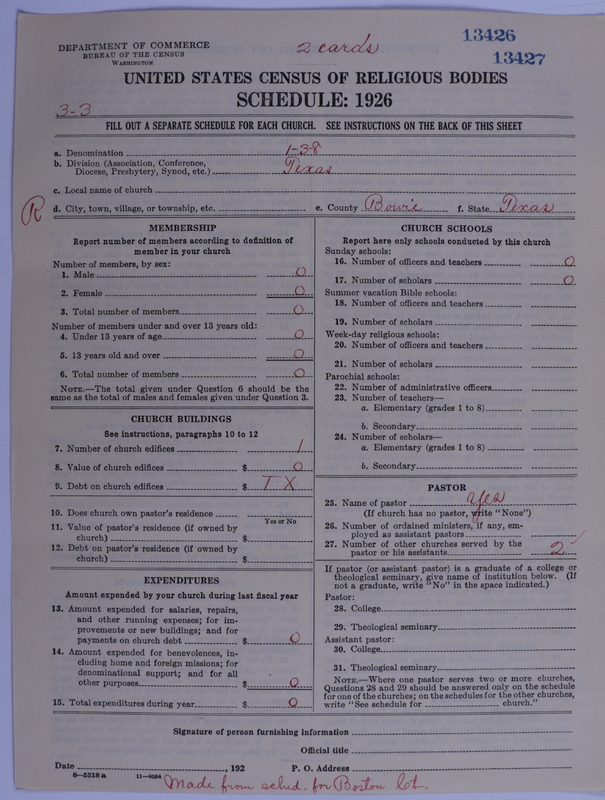 DEPARTMENT OF COMMERCE
BUREAU OF THE CENSUS
WASHINGTON
2 cards
13426
13427
UNITED STATES CENSUS OF RELIGIOUS BODIES
SCHEDULE: 1926
3-3
FILL OUT A SEPARATE SCHEDULE FOR EACH CHURCH. SEE INSTRUCTIONS ON THE BACK OF THIS SHEET
a. Denomination 1-3-8
b. Division (Association, Conference,
Diocese, Presbytery, Synod, etc.) Texas
c. Local name of church
R
d. City, town, village, or township, etc. e. County Bowie f. State Texas
MEMBERSHIP
Report number of members according to definition of
member in your church
Number of members, by sex:
1. Male 0
2. Female 0
3. Total number of members 0
Number of members under and over 13 years old:
4. Under 13 years of age 0
5. 13 years old and over 0
6. Total number of members 0
NOTE.—The total given under Question 6 should be the
same as the total of males and females given under Question 3.
CHURCH BUILDINGS
See instructions, paragraphs 10 to 12
7. Number of church edifices 1
8. Value of church edifices $ 0
9. Debt on church edifices $ T X
10. Does church own pastor's residence
Yes or No
11. Value of pastor's residence (if owned by
church) $
12. Debt on pastor's residence (if owned by
church) $
EXPENDITURES
Amount expended by your church during last fiscal year
13. Amount expended for salaries, repairs,
and other running expenses; for im-
provements or new buildings; and for
payments on church debt $ 0
14. Amount expended for benevolences, in-
cluding home and foreign missions; for
denominational support; and for all
other purposes $ 0
15. Total expenditures during year $ 0
CHURCH SCHOOLS
Report here only schools conducted by this church
Sunday schools:
16. Number of officers and teachers 0
17. Number of scholars 0
Summer vacation Bible schools:
18. Number of officers and teachers
19. Number of scholars
Week-day religious schools:
20. Number of officers and teachers
21. Number of scholars
Parochial schools:
22. Number of administrative officers
23. Number of teachers—
a. Elementary (grades 1 to 8)
b. Secondary
24. Number of scholars—
a. Elementary (grades 1 to 8)
b. Secondary
PASTOR
25. Name of pastor Yes
(If church has no pastor, write "None")
26. Number of ordained ministers, if any, em-
ployed as assistant pastors
27. Number of other churches served by the
pastor or his assistants 2
If pastor (or assistant pastor) is a graduate of a college or
theological seminary, give name of institution below. (If
not a graduate, write "No" in the space indicated.)
Pastor:
28. College
29. Theological seminary
Assistant pastor:
30. College
31. Theological seminary
NOTE.—Where one pastor serves two or more churches,
Questions 28 and 29 should be answered only on the schedule
for one of the churches; on the schedules for the other churches,
write "See schedule for church."
Signature of person furnishing information
Official title
Date , 192 P. O. Address
8-5518a 11-9034
Made from sched. for Boston lot.